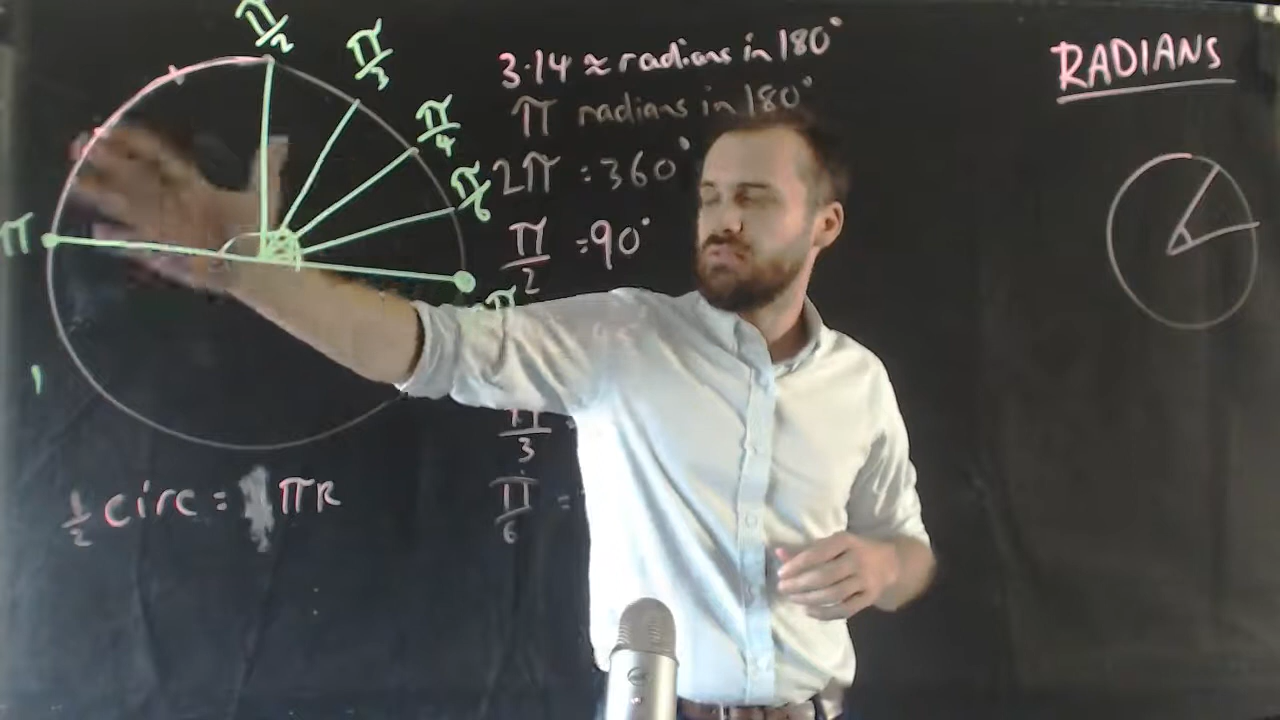 RADIANS
π/2
π/3
π/4
π/6
π
3.14 ≈ radians in 180°
π radians in 180°
2π = 360°
π/2 = 90°
π
π/3 =
π/6 =
½ circ = πR